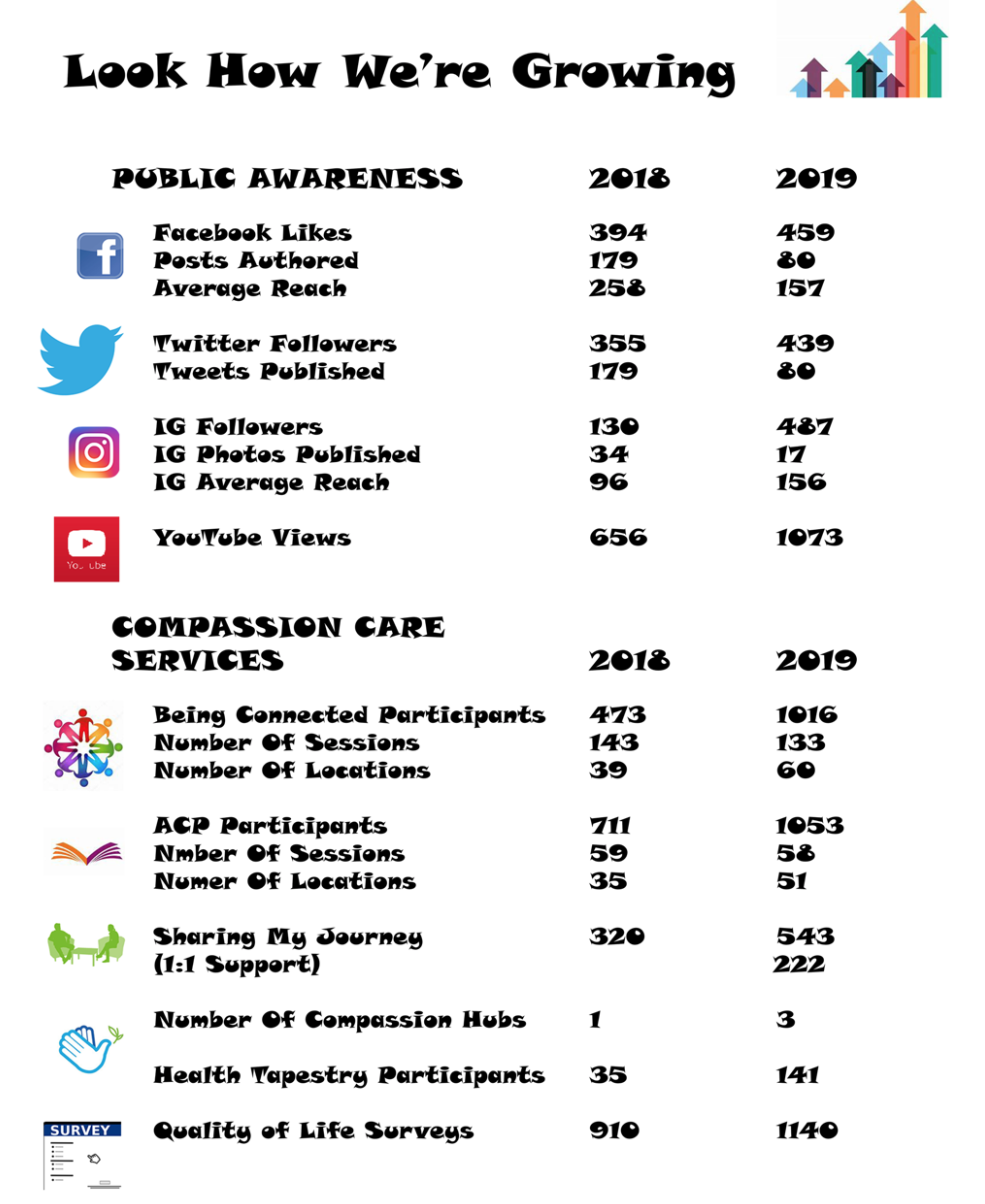 Look How We're Growing
PUBLIC AWARENESS 2018 2019
Facebook Likes 394 459
Posts Authored 179 80
Average Reach 258 157
Twitter Followers 355 439
Tweets Published 179 80
IG Followers 130 487
IG Photos Published 34 17
IG Average Reach 96 156
YouTube Views 656 1073
COMPASSION CARE
SERVICES 2018 2019
Being Connected Participants 473 1016
Number Of Sessions 143 133
Number Of Locations 39 60
ACP Participants 711 1053
Nmber Of Sessions 59 58
Numer Of Locations 35 51
Sharing My Journey 320 543
(1:1 Support) 222
Number Of Compassion Hubs 1 3
Health Tapestry Participants 35 141
SURVEY
Quality of Life Surveys 910 1140